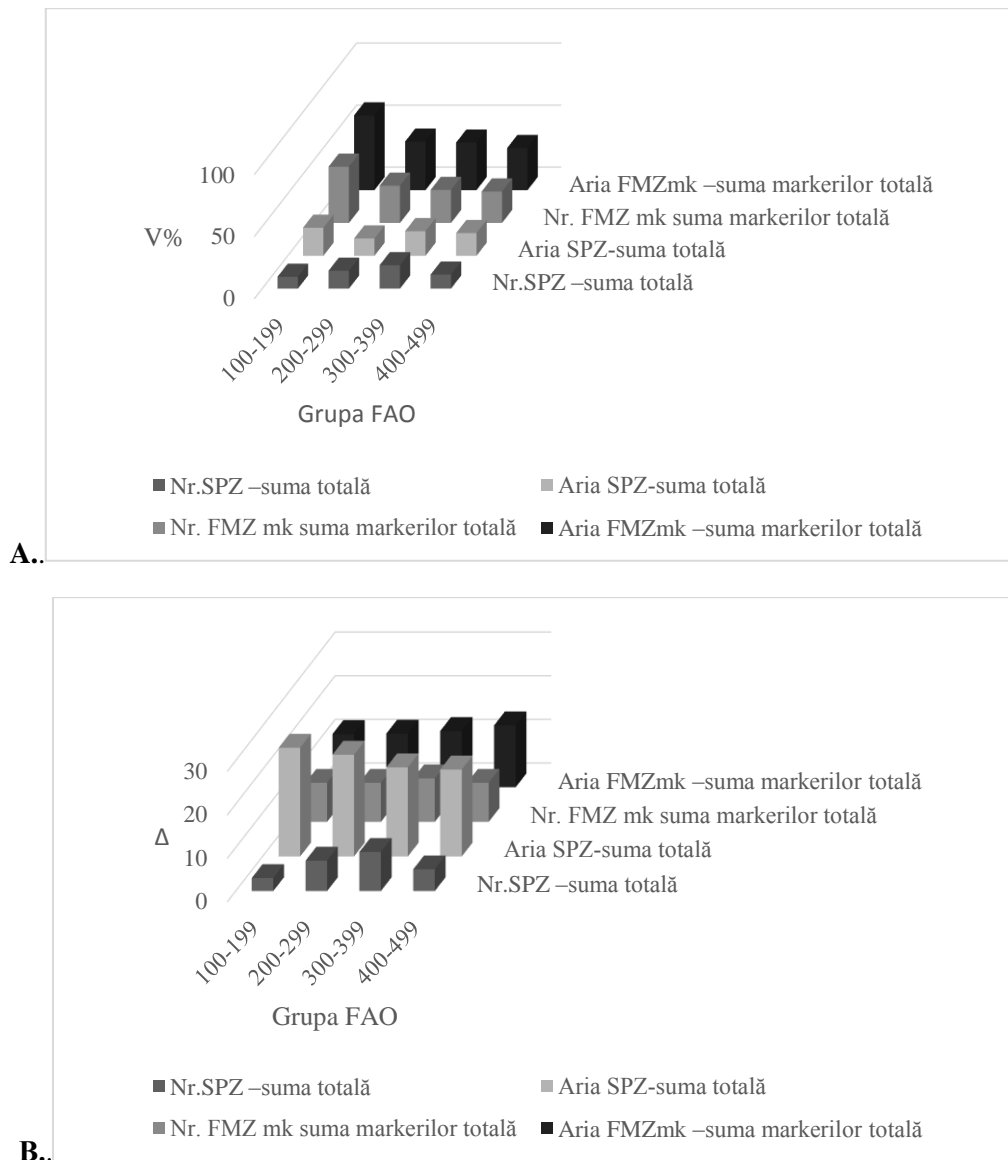 100
50
0
V%
100-199
200-299
300-399
400-499
Grupa FAO
Aria FMZmk –suma markerilor totală
Nr. FMZ mk suma markerilor totală
Aria SPZ-suma totală
Nr.SPZ –suma totală
Nr.SPZ –suma totală
Aria SPZ-suma totală
Nr. FMZ mk suma markerilor totală
Aria FMZmk –suma markerilor totală
A..
30
20
10
0
Δ
100-199
200-299
300-399
400-499
Grupa FAO
Aria FMZmk –suma markerilor totală
Nr. FMZ mk suma markerilor totală
Aria SPZ-suma totală
Nr.SPZ –suma totală
Nr.SPZ –suma totală
Aria SPZ-suma totală
Nr. FMZ mk suma markerilor totală
Aria FMZmk –suma markerilor totală
B..